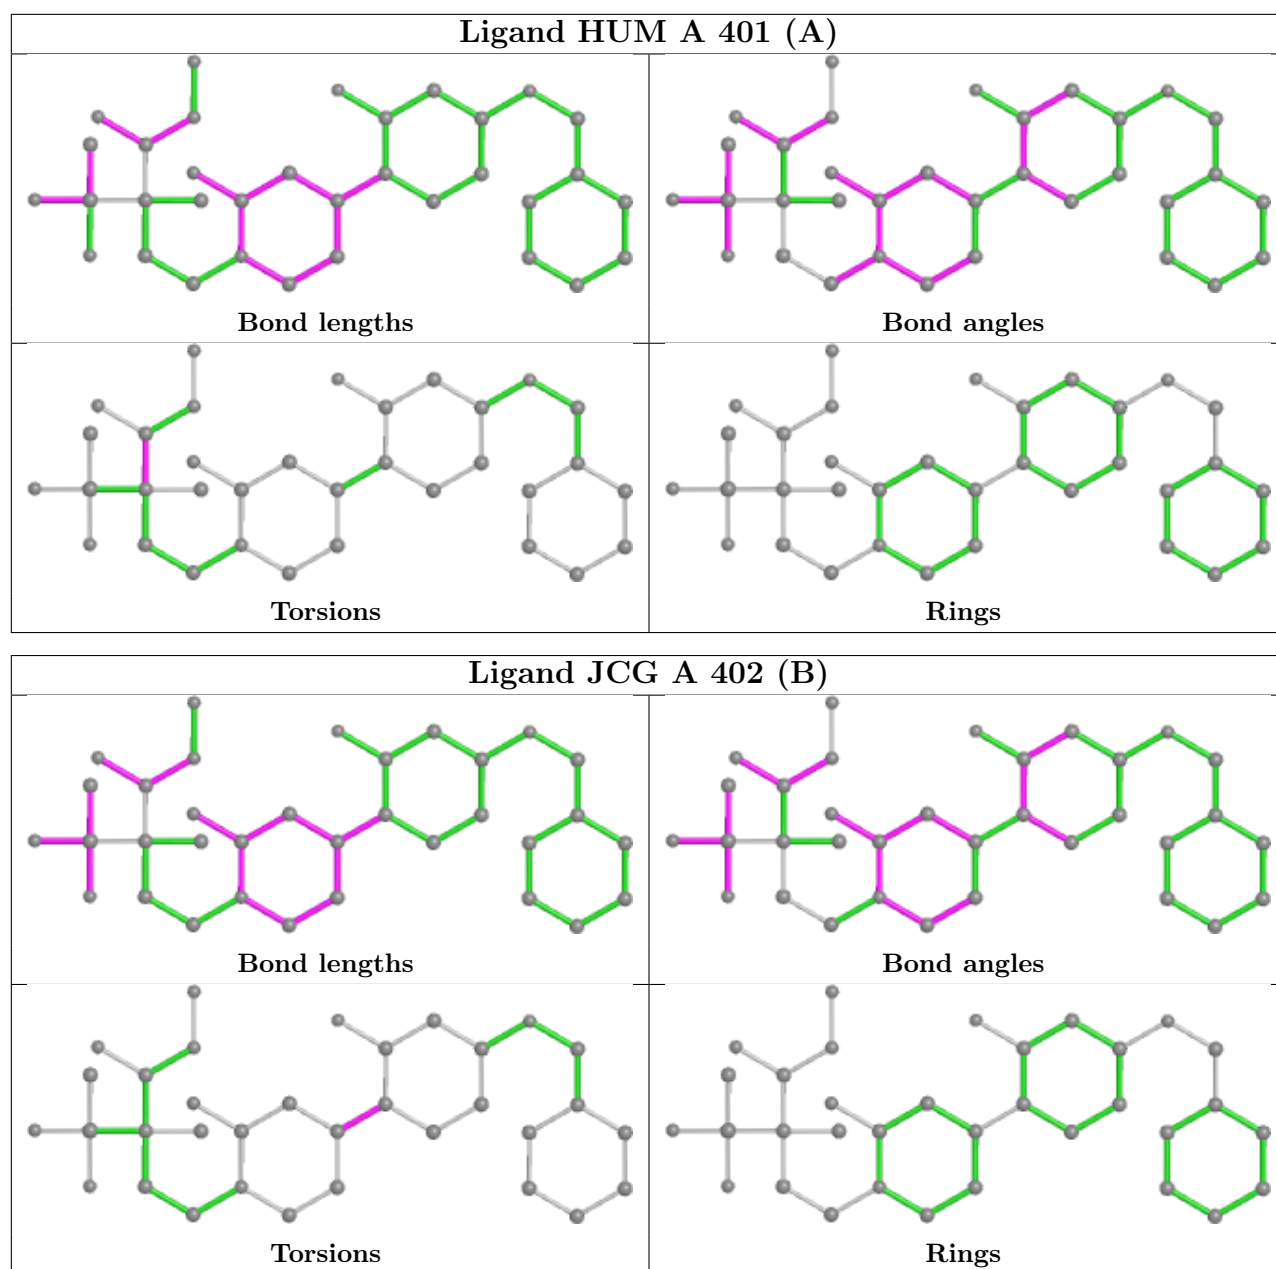 Ligand HUM A 401 (A)
Bond lengths
Bond angles
Torsions
Rings
Ligand JCG A 402 (B)
Bond lengths
Bond angles
Torsions
Rings